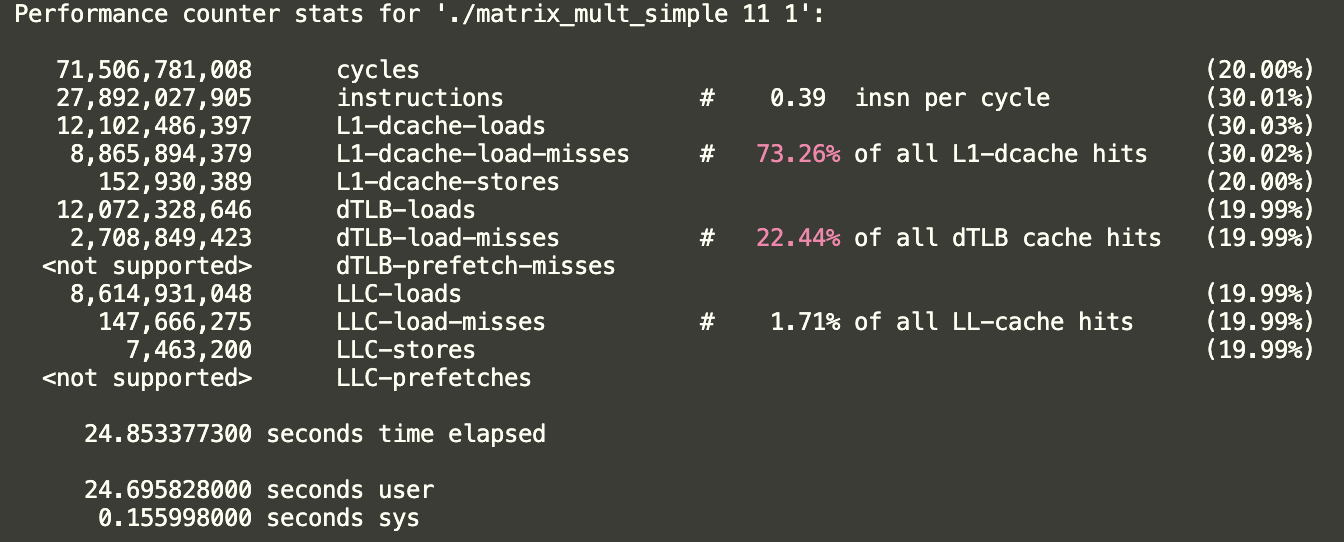 Performance counter stats for './matrix_mult_simple 11 1':
71,506,781,008 cycles (20.00%)
27,892,027,905 instructions # 0.39 insn per cycle (30.01%)
12,102,486,397 L1-dcache-loads (30.03%)
8,865,894,379 L1-dcache-load-misses # 73.26% of all L1-dcache hits (30.02%)
152,930,389 L1-dcache-stores (20.00%)
12,072,328,646 dTLB-loads (19.99%)
2,708,849,423 dTLB-load-misses # 22.44% of all dTLB cache hits (19.99%)
<not supported> dTLB-prefetch-misses
8,614,931,048 LLC-loads (19.99%)
147,666,275 LLC-load-misses # 1.71% of all LL-cache hits (19.99%)
7,463,200 LLC-stores (19.99%)
<not supported> LLC-prefetches
24.853377300 seconds time elapsed
24.695828000 seconds user
0.155998000 seconds sys